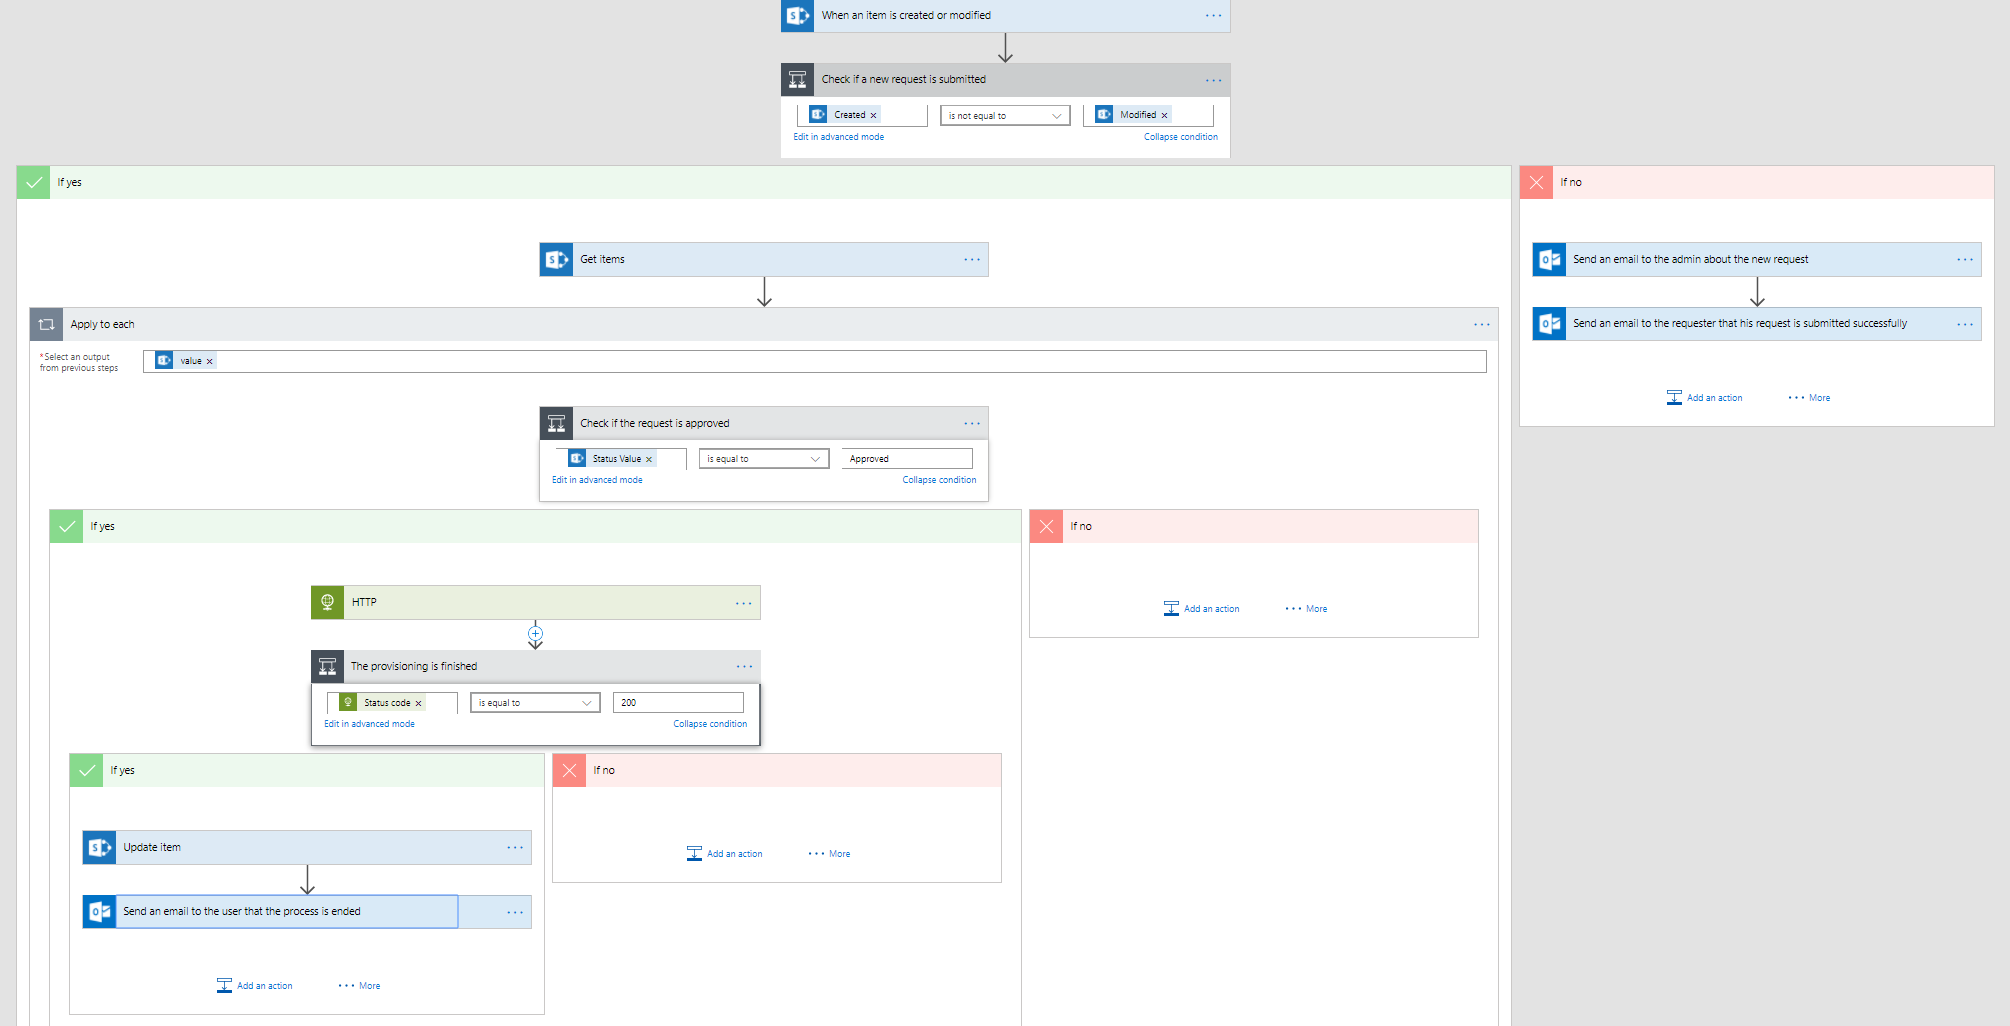 When an item is created or modified
Check if a new request is submitted
Created × is not equal to Modified ×
Edit in advanced mode Collapse condition
If yes
If no
Get items
Send an email to the admin about the new request
Apply to each
Send an email to the requester that his request is submitted successfully
*Select an output
from previous steps
value ×
Add an action ··· More
Check if the request is approved
Status Value × is equal to Approved
Edit in advanced mode Collapse condition
If yes
If no
HTTP
Add an action ··· More
The provisioning is finished
Status code × is equal to 200
Edit in advanced mode Collapse condition
If yes
If no
Update item
Add an action ··· More
Send an email to the user that the process is ended
Add an action ··· More